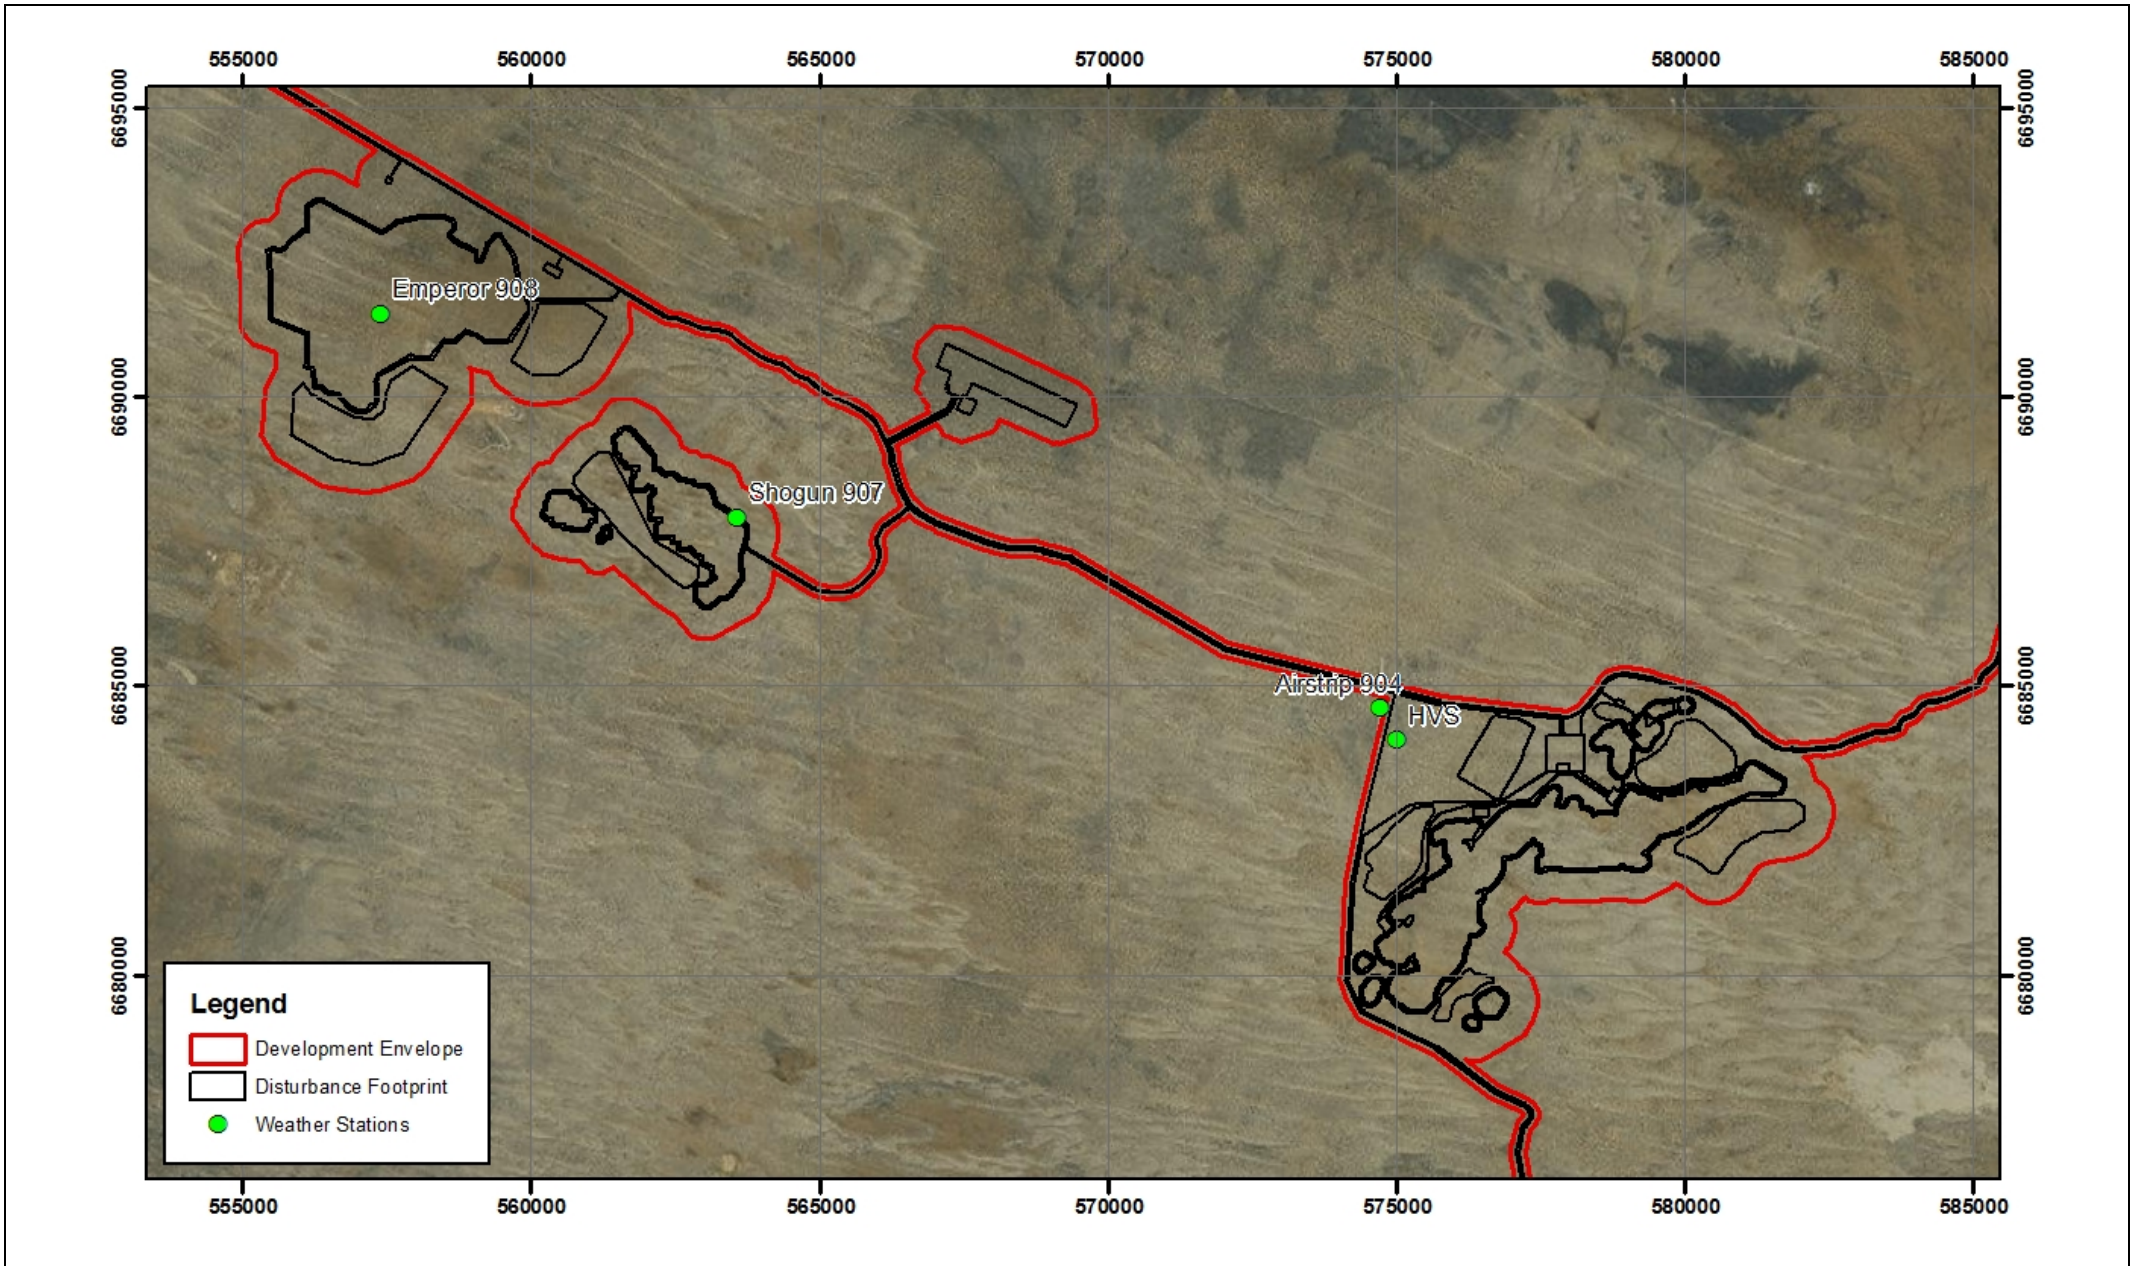 555000 560000 565000 570000 575000 580000 585000
6695000 6695000
Emperor 908
6690000 6690000
Shogun 907
6685000 6685000
Airstrip 904
HVS
6680000 6680000
Legend
Development Envelope
Disturbance Footprint
Weather Stations
555000 560000 565000 570000 575000 580000 585000